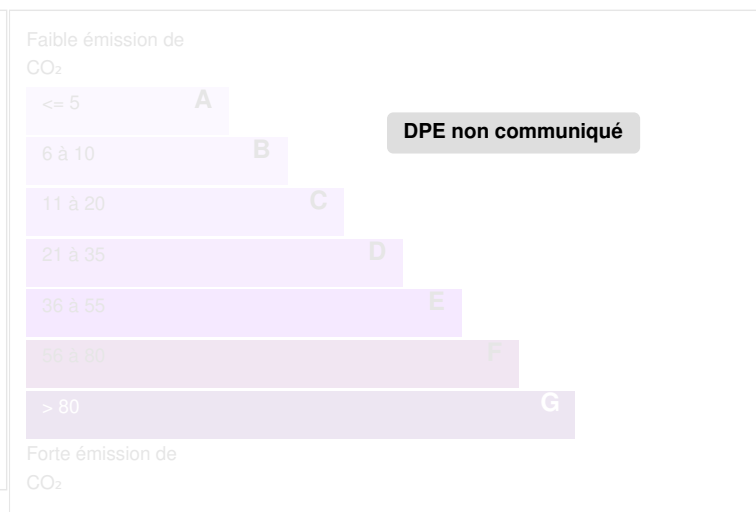 Faible émission de
CO₂
<= 5 A
DPE non communiqué
6 à 10 B
11 à 20 C
21 à 35 D
36 à 55 E
56 à 80 F
> 80 G
Forte émission de
CO₂